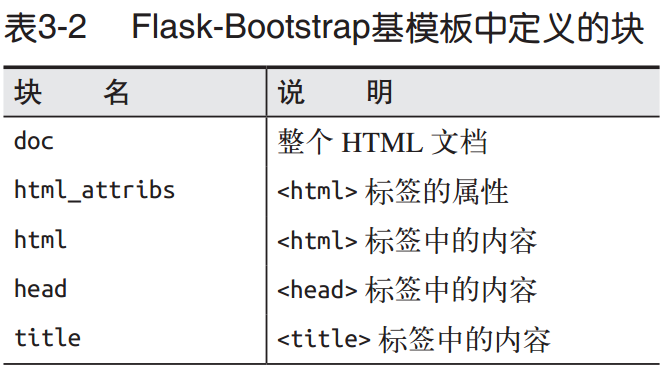 表3-2 Flask-Bootstrap基模板中定义的块
块 名 说 明
doc 整个 HTML 文档
html_attribs <html> 标签的属性
html <html> 标签中的内容
head <head> 标签中的内容
title <title> 标签中的内容